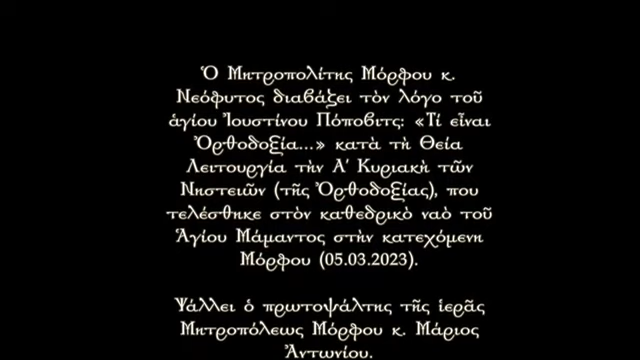 Ὁ Μητροπολίτης Μόρφου κ.
Νεόφυτος διαβάζει τὸν λόγο τοῦ
ἁγίου Ἰουστίνου Πόποβιτς: «Τί εἶναι
Ὀρθοδοξία...» κατὰ τὴ Θεία
Λειτουργία τὴν Α΄ Κυριακὴ τῶν
Νηστειῶν (τῆς Ὀρθοδοξίας), που
τελέσθηκε στὸν καθεδρικὸ ναὸ τοῦ
Ἁγίου Μάμαντος στὴν κατεχόμενη
Μόρφου (05.03.2023).
Ψάλλει ὁ πρωτοψάλτης τῆς ἱερᾶς
Μητροπόλεως Μόρφου κ. Μάριος
Ἀντωνίου.